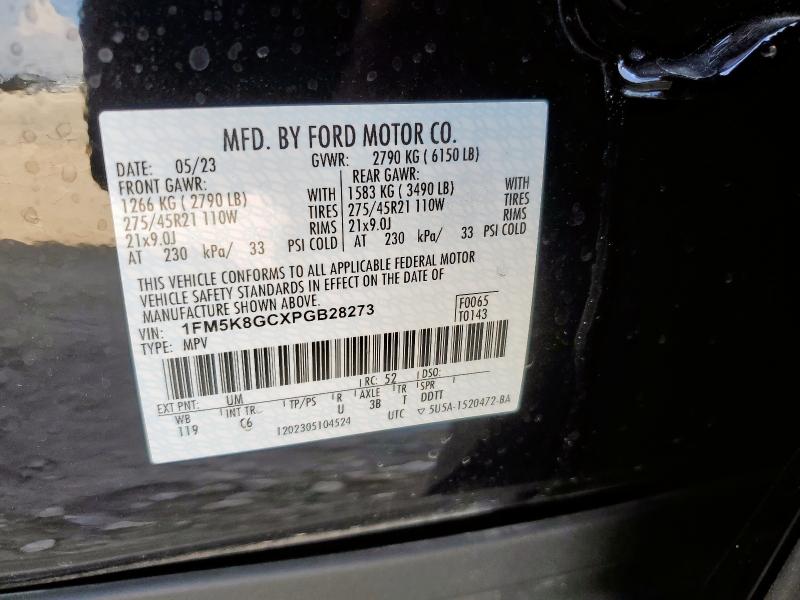 MFD. BY FORD MOTOR CO.
DATE: 05/23 GVWR: 2790 KG ( 6150 LB)
FRONT GAWR: REAR GAWR:
1266 KG ( 2790 LB) WITH 1583 KG ( 3490 LB) WITH
275/45R21 110W TIRES 275/45R21 110W TIRES
21x9.0J RIMS 21x9.0J RIMS
AT 230 kPa/ 33 PSI COLD AT 230 kPa/ 33 PSI COLD
THIS VEHICLE CONFORMS TO ALL APPLICABLE FEDERAL MOTOR
VEHICLE SAFETY STANDARDS IN EFFECT ON THE DATE OF
MANUFACTURE SHOWN ABOVE.
VIN: 1FM5K8GCXPGB28273 F0065
TYPE: MPV T0143
EXT PNT: UM RC: 52 DSO:
WB INT TR TP/PS R AXLE TR SPR
119 C6 U 3B T DDTT
1202305104524 UTC ▽ 5U5A-1520472-BA